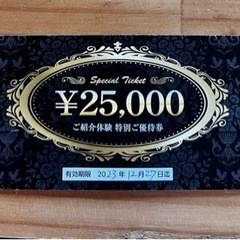 Special Ticket
¥25,000
ご紹介体験 特別ご優待券
有効期限 2023年12月27日迄